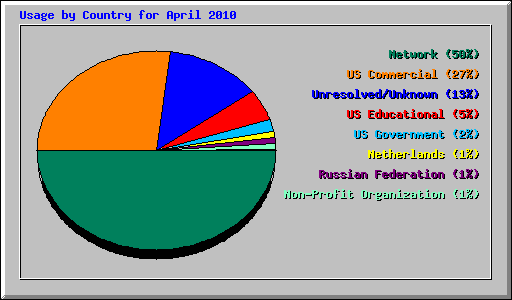 Usage by Country for April 2010
Network (50%)
US Commercial (27%)
Unresolved/Unknown (13%)
US Educational (5%)
US Government (2%)
Netherlands (1%)
Russian Federation (1%)
Non-Profit Organization (1%)